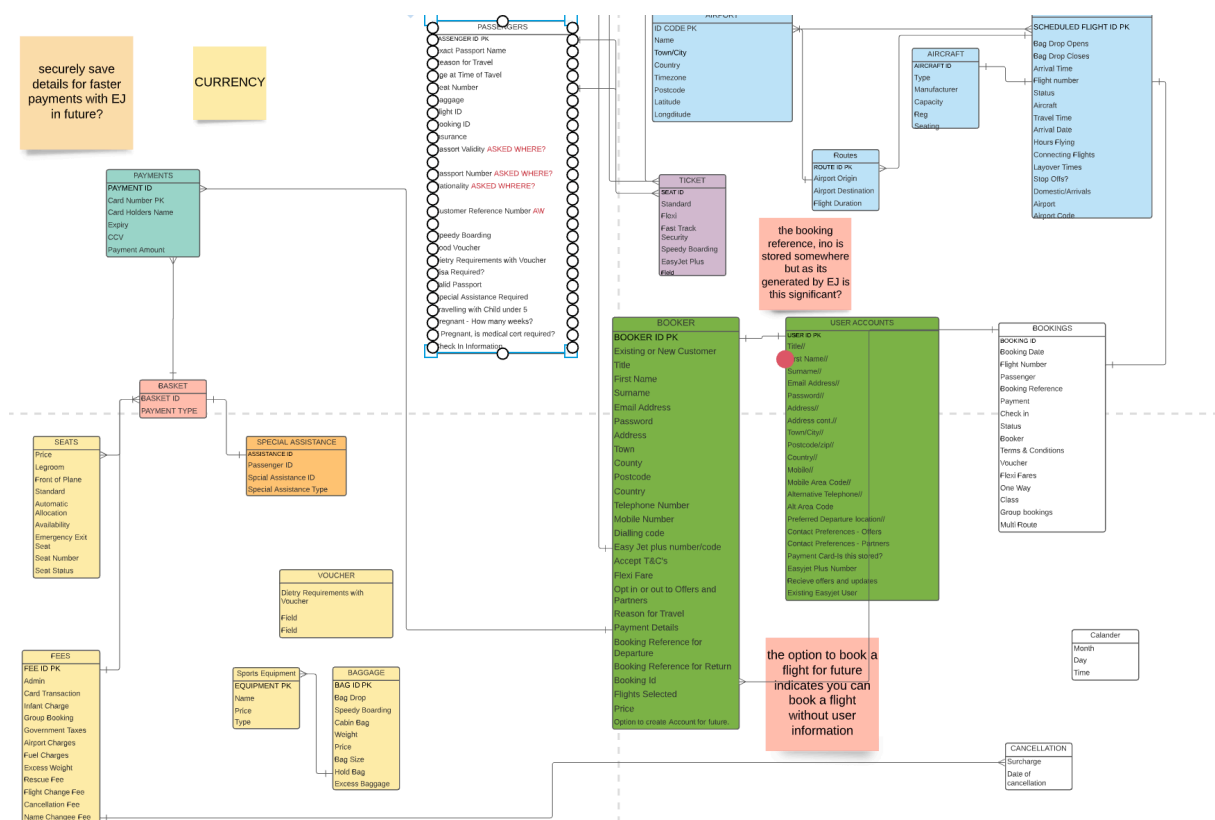 securely save
details for faster
payments with EJ
in future?
CURRENCY
PAYMENTS
PAYMENT ID
Card Number PK
Card Holders Name
Expiry
CCV
Payment Amount
PASSENGERS
ASSENGER ID PK
xact Passport Name
eason for Travel
ge at Time of Tavel
eat Number
aggage
light ID
ooking ID
surance
assort Validity ASKED WHERE?
assport Number ASKED WHERE?
ationality ASKED WHRERE?
ustomer Reference Number AW
peedy Boarding
ood Voucher
ietry Requirements with Voucher
isa Required?
alid Passport
pecial Assistance Required
ravelling with Child under 5
regnant - How many weeks?
Pregnant, is medical cert required?
heck In Information
AIRPORT
ID CODE PK
Name
Town/City
Country
Timezone
Postcode
Latitude
Longditude
AIRCRAFT
AIRCRAFT ID
Type
Manufacturer
Capacity
Reg
Seating
SCHEDULED FLIGHT ID PK
Bag Drop Opens
Bag Drop Closes
Arrival Time
Flight number
Status
Aircraft
Travel Time
Arrival Date
Hours Flying
Connecting Flights
Layover Times
Stop Offs?
Domestic/Arrivals
Airport
Airport Code
Routes
ROUTE ID PK
Airport Origin
Airport Destination
Flight Duration
TICKET
SEAT ID
Standard
Flexi
Fast Track
Security
Speedy Boarding
EasyJet Plus
Field
the booking
reference, ino is
stored somewhere
but as its
generated by EJ is
this significant?
BOOKER
BOOKER ID PK
Existing or New Customer
Title
First Name
Surname
Email Address
Password
Address
Town
County
Postcode
Country
Telephone Number
Mobile Number
Dialling code
Easy Jet plus number/code
Accept T&C's
Flexi Fare
Opt in or out to Offers and
Partners
Reason for Travel
Payment Details
Booking Reference for
Departure
Booking Reference for Return
Booking Id
Flights Selected
Price
Option to create Account for future.
USER ACCOUNTS
USER ID PK
Title//
rst Name//
Surname//
Email Address//
Password//
Address//
Address cont.//
Town/City//
Postcode/zip//
Country//
Mobile//
Mobile Area Code//
Alternative Telephone//
Alt Area Code
Preferred Departure location//
Contact Preferences - Offers
Contact Preferences - Partners
Payment Card-Is this stored?
Easyjet Plus Number
Recieve offers and updates
Existing Easyjet User
BOOKINGS
BOOKING ID
Booking Date
Flight Number
Passenger
Booking Reference
Payment
Check in
Status
Booker
Terms & Conditions
Voucher
Flexi Fares
One Way
Class
Group bookings
Multi Route
BASKET
BASKET ID
PAYMENT TYPE
SEATS
Price
Legroom
Front of Plane
Standard
Automatic
Allocation
Availability
Emergency Exit
Seat
Seat Number
Seat Status
SPECIAL ASSISTANCE
ASSISTANCE ID
Passenger ID
Spcial Assistance ID
Special Assistance Type
VOUCHER
Dietry Requirements with
Voucher
Field
Field
FEES
FEE ID PK
Admin
Card Transaction
Infant Charge
Group Booking
Government Taxes
Airport Charges
Fuel Charges
Excess Weight
Rescue Fee
Flight Change Fee
Cancellation Fee
Name Changee Fee
Sports Equipment
EQUIPMENT PK
Name
Price
Type
BAGGAGE
BAG ID PK
Bag Drop
Speedy Boarding
Cabin Bag
Weight
Price
Bag Size
Hold Bag
Excess Baggage
the option to book a
flight for future
indicates you can
book a flight
without user
information
Calander
Month
Day
Time
CANCELLATION
Surcharge
Date of
cancellation